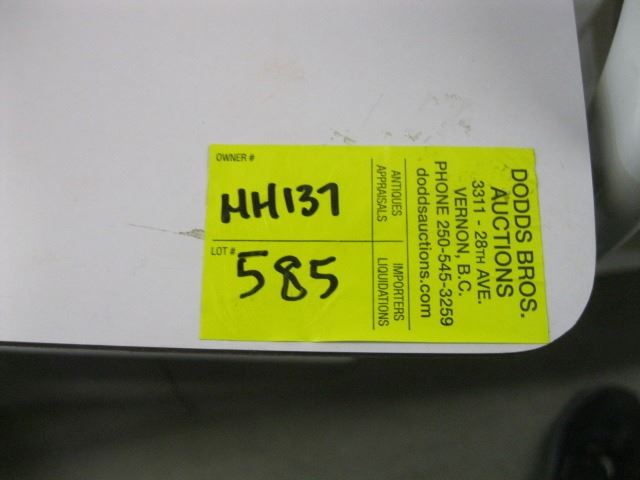 OWNER #
HH137
LOT #
585
ANTIQUES
APPRAISALS
IMPORTERS
LIQUIDATIONS
DODDS BROS.
AUCTIONS
3311 - 28TH AVE.
VERNON, B.C.
PHONE 250-545-3259
doddsauctions.com